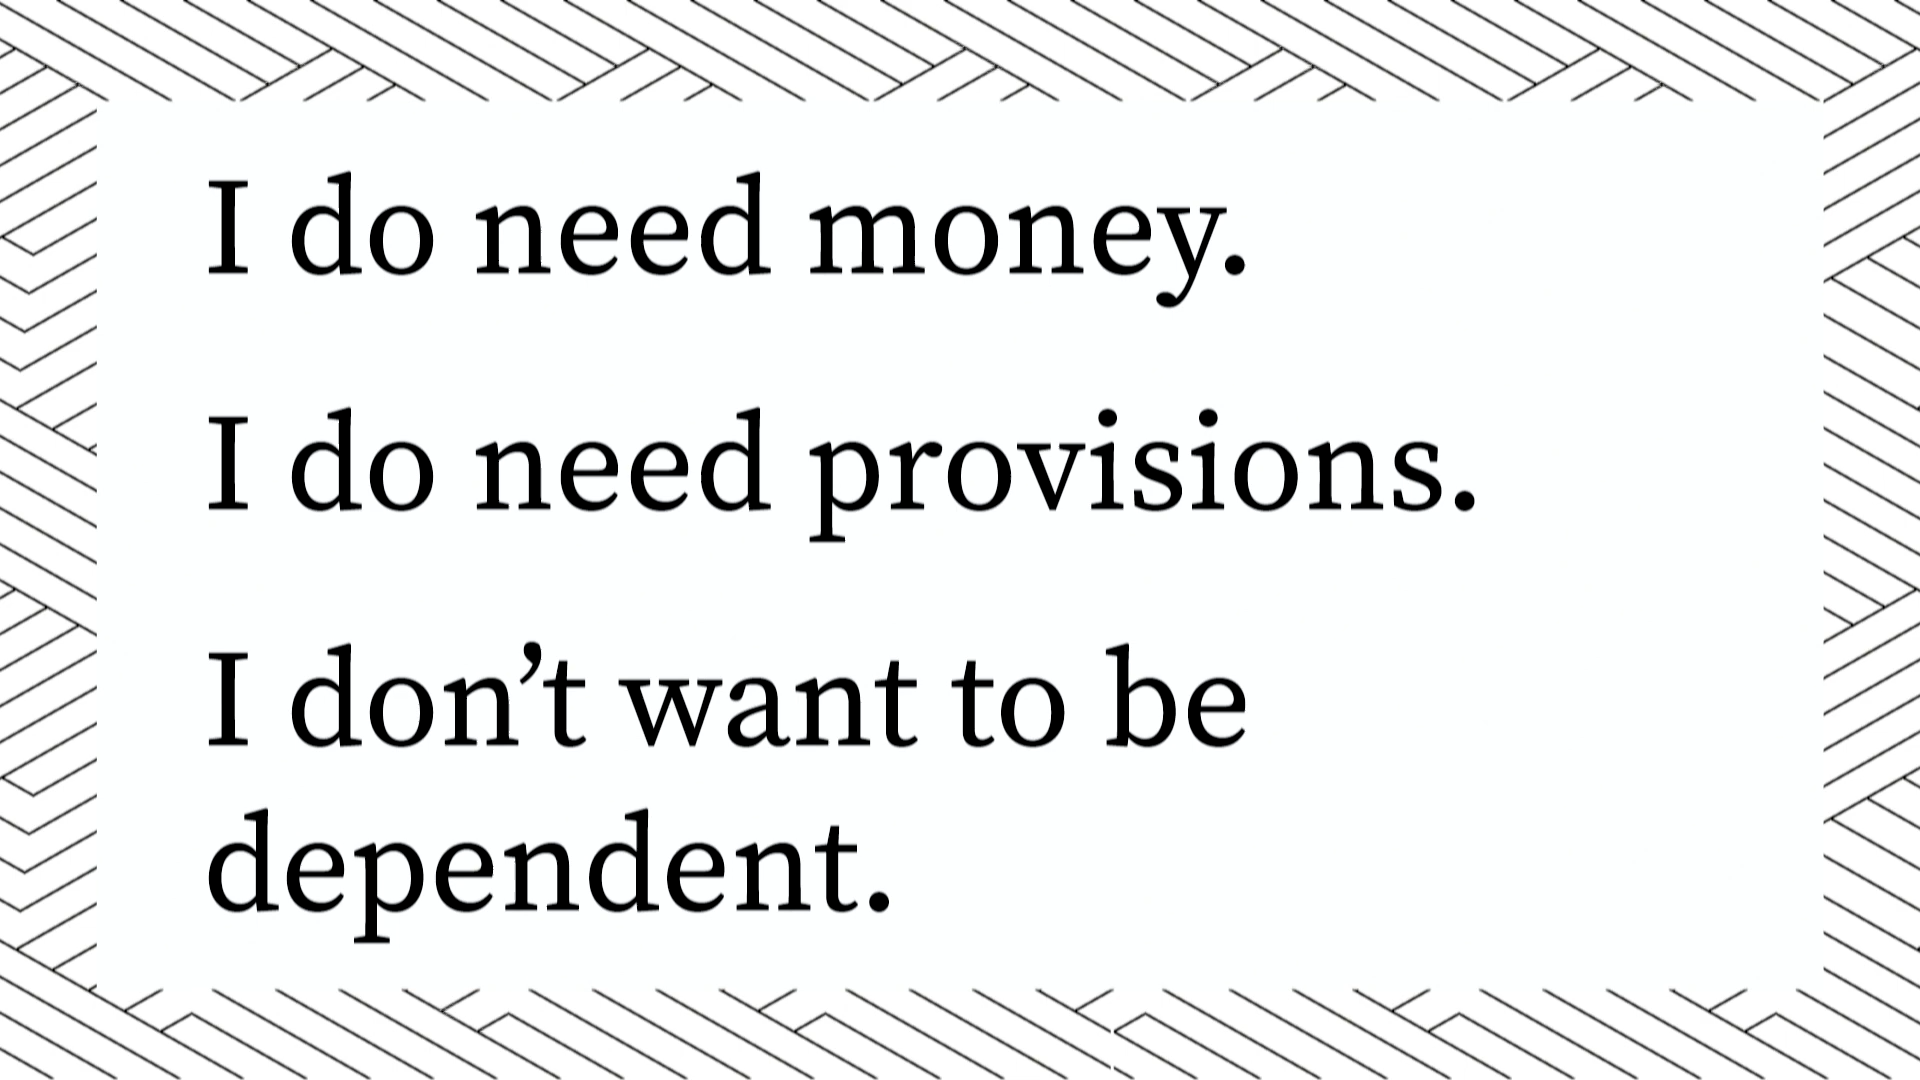 I do need money.
I do need provisions.
I don’t want to be
dependent.